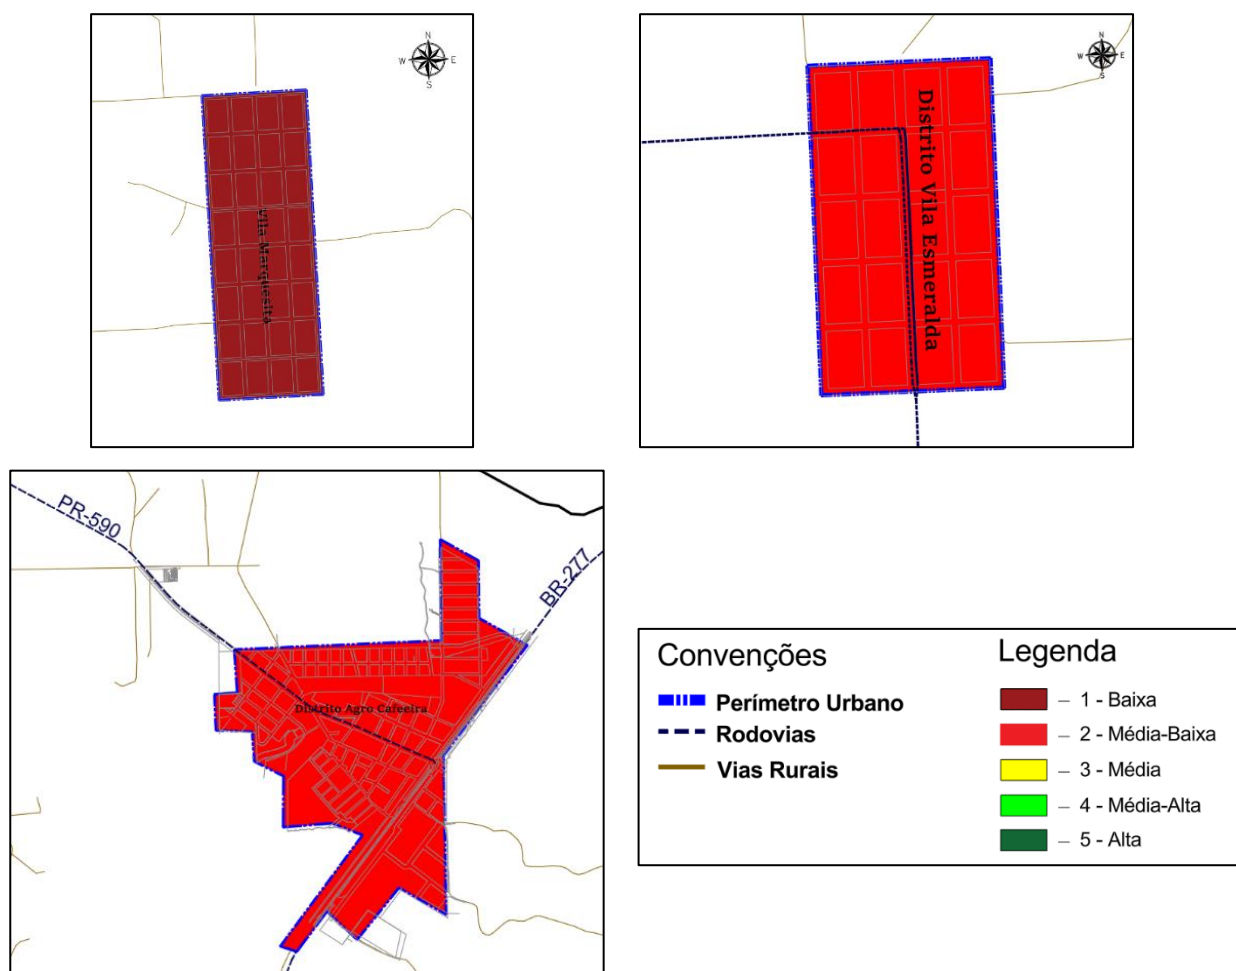 N
W E
S
Vila Marquesita
N
W E
S
Distrito Vila Esmeralda
PR-590
BR-277
Distrito Agro Cafeeira
Convenções
Perímetro Urbano
Rodovias
Vias Rurais
Legenda
– 1 - Baixa
– 2 - Média-Baixa
– 3 - Média
– 4 - Média-Alta
– 5 - Alta